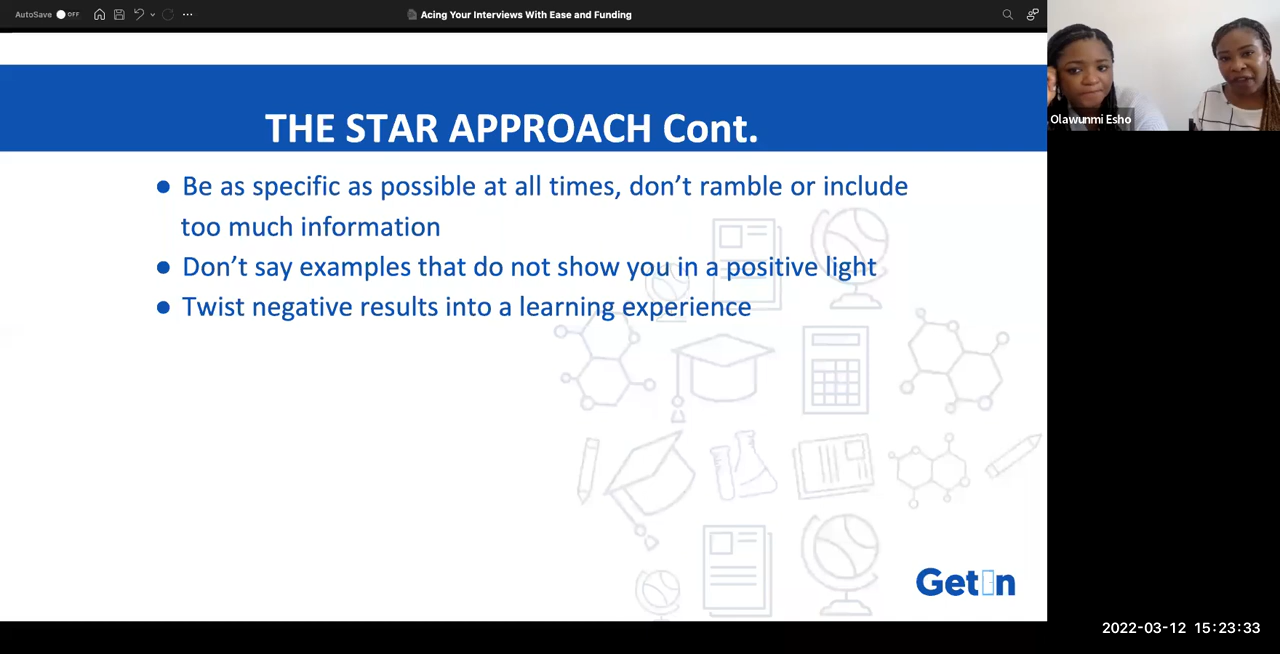 AutoSave OFF
Acing Your Interviews With Ease and Funding
THE STAR APPROACH Cont.
● Be as specific as possible at all times, don’t ramble or include
too much information
● Don’t say examples that do not show you in a positive light
● Twist negative results into a learning experience
GetIn
Olawunmi Esho
2022-03-12 15:23:33